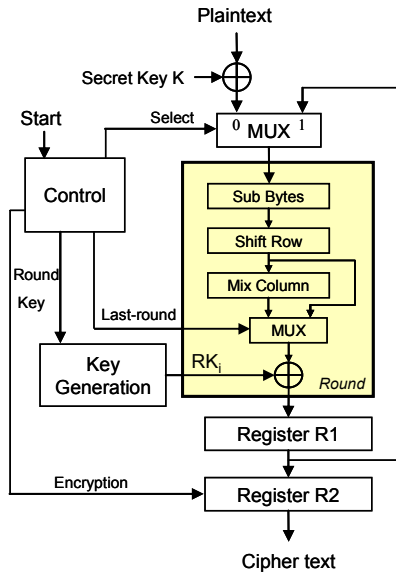 Plaintext
Secret Key K
Start
Select
0 MUX 1
Control
Sub Bytes
Shift Row
Mix Column
Round
Key
Last-round
MUX
Key
Generation
RKi
Round
Register R1
Encryption
Register R2
Cipher text